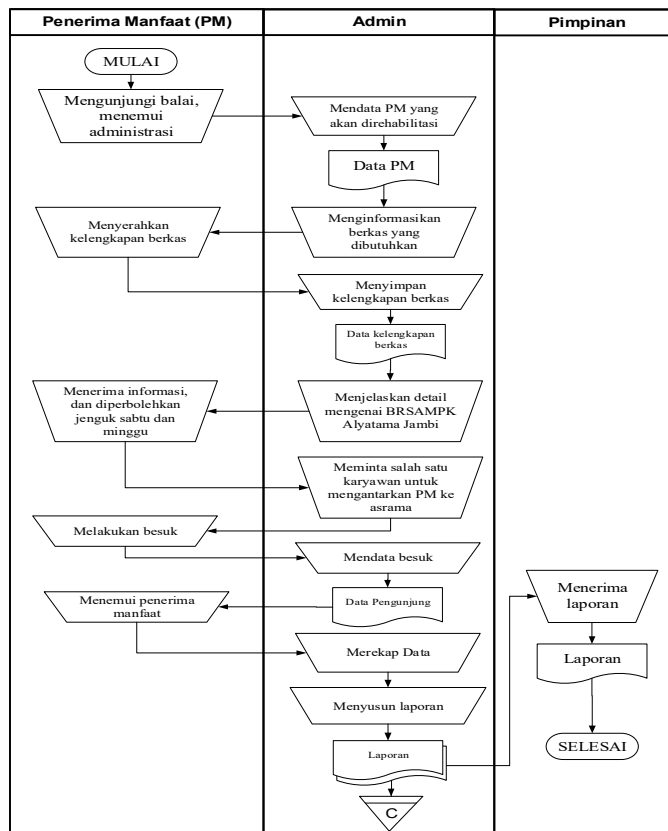 Penerima Manfaat (PM)
Admin
Pimpinan
MULAI
Mengunjungi balai,
menemui
administrasi
Mendata PM yang
akan direhabilitasi
Data PM
Menginformasikan
berkas yang
dibutuhkan
Menyerahkan
kelengkapan berkas
Menyimpan
kelengkapan berkas
Data kelengkapan
berkas
Menjelaskan detail
mengenai BRSAMPK
Alyatama Jambi
Menerima informasi,
dan diperbolehkan
jenguk sabtu dan
minggu
Meminta salah satu
karyawan untuk
mengantarkan PM ke
asrama
Melakukan besuk
Mendata besuk
Data Pengunjung
Menemui penerima
manfaat
Merekap Data
Menyusun laporan
Laporan
C
Menerima
laporan
Laporan
SELESAI